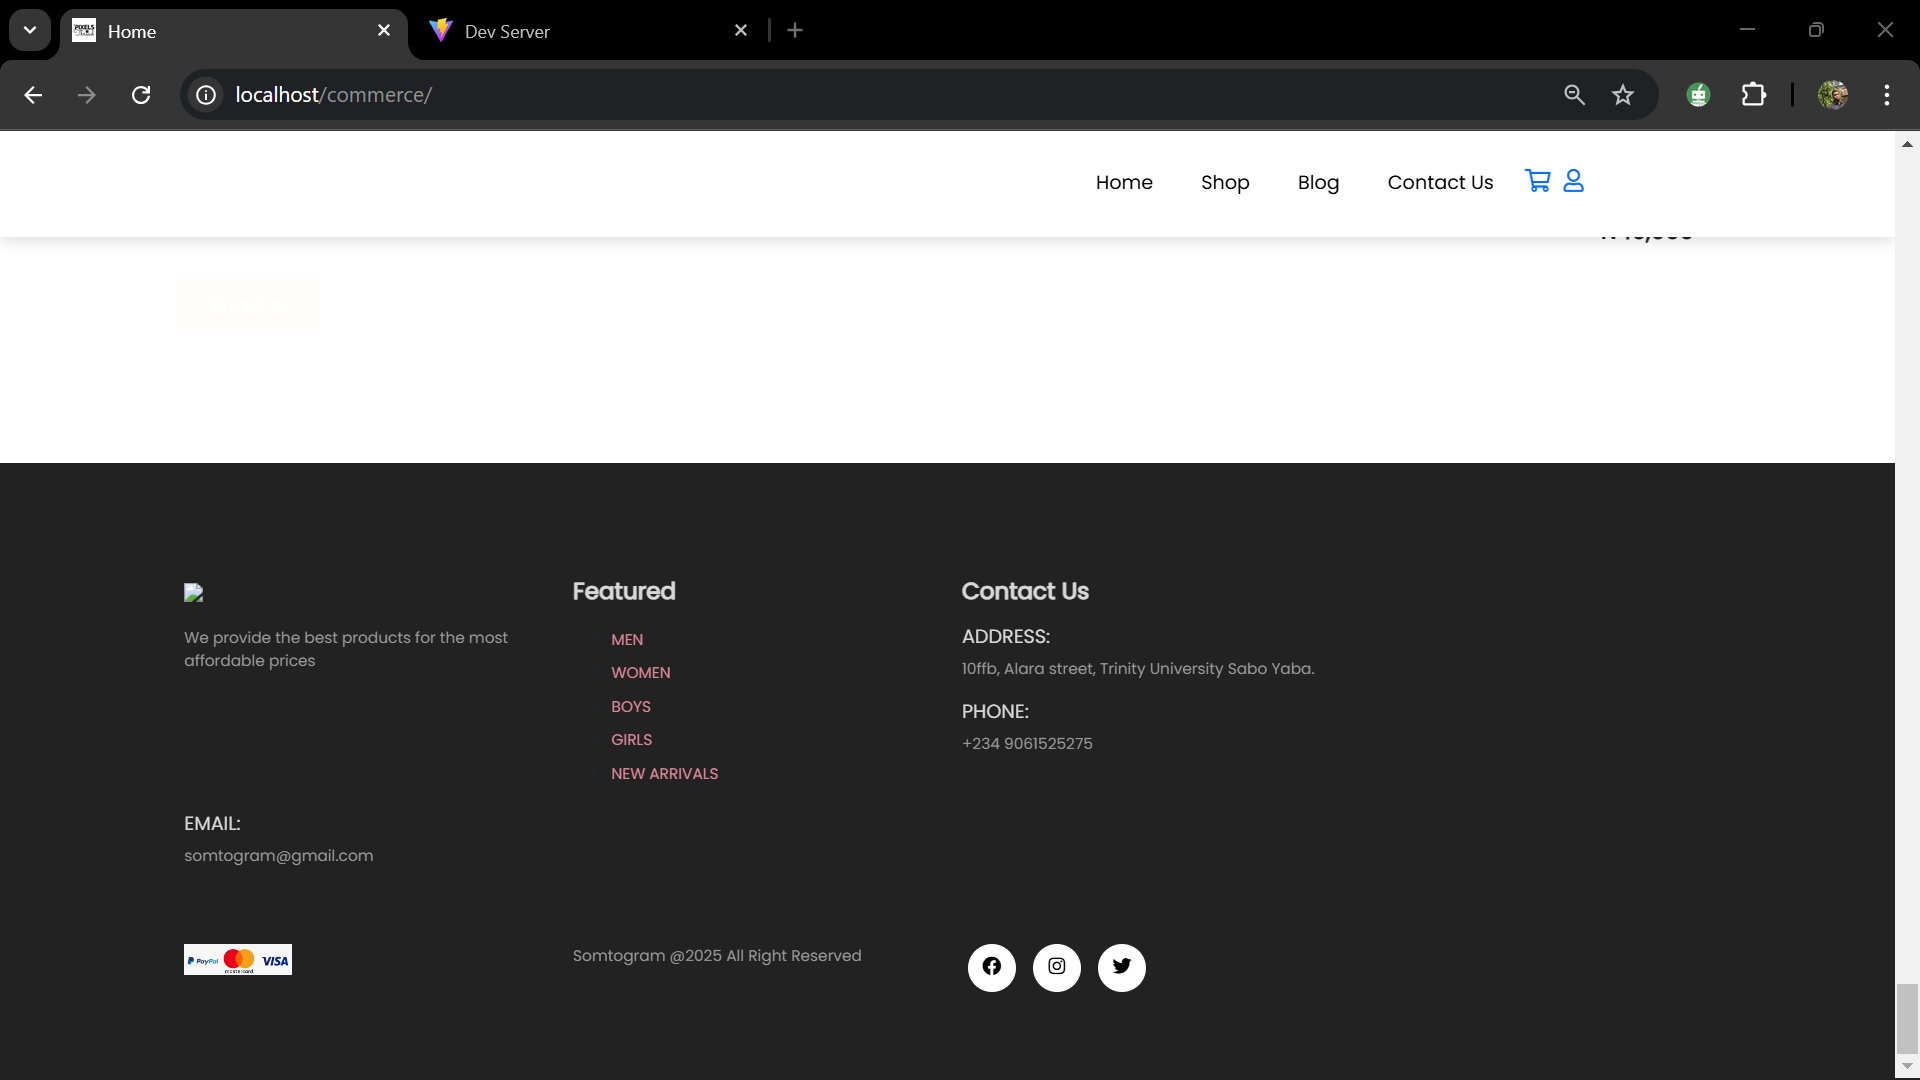 Home
Dev Server
localhost/commerce/
Home
Shop
Blog
Contact Us
We provide the best products for the most
affordable prices
Featured
MEN
WOMEN
BOYS
GIRLS
NEW ARRIVALS
Contact Us
ADDRESS:
10ffb, Alara street, Trinity University Sabo Yaba.
PHONE:
+234 9061525275
EMAIL:
somtogram@gmail.com
PayPal
mastercard
VISA
Somtogram @2025 All Right Reserved